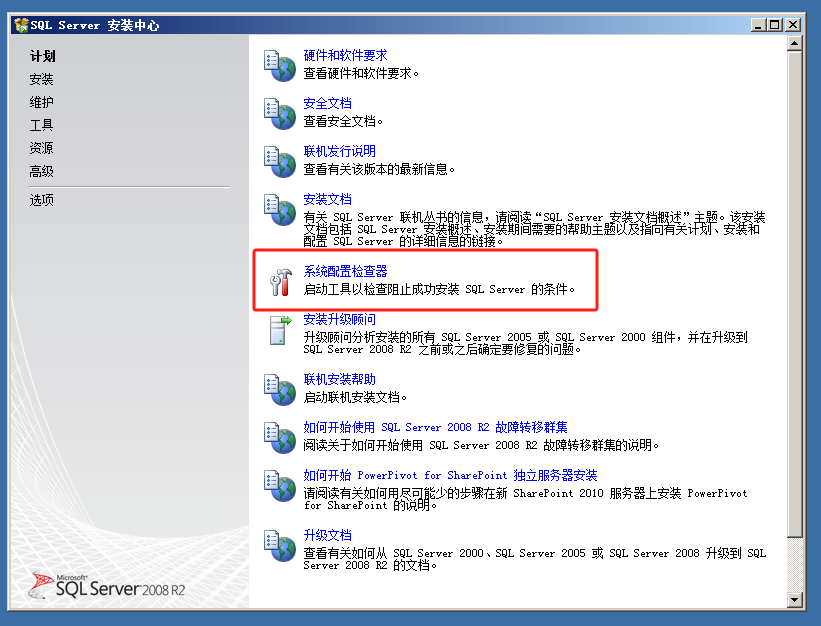 SQL Server 安装中心
计划
安装
维护
工具
资源
高级
选项
硬件和软件要求
查看硬件和软件要求。
安全文档
查看安全文档。
联机发行说明
查看有关该版本的最新信息。
安装文档
有关 SQL Server 联机丛书的信息，请阅读“SQL Server 安装文档概述”主题。该安装
文档包括 SQL Server 安装概述、安装期间需要的帮助主题以及指向有关计划、安装和
配置 SQL Server 的详细信息的链接。
系统配置检查器
启动工具以检查阻止成功安装 SQL Server 的条件。
安装升级顾问
升级顾问分析安装的所有 SQL Server 2005 或 SQL Server 2000 组件，并在升级到
SQL Server 2008 R2 之前或之后确定要修复的问题。
联机安装帮助
启动联机安装文档。
如何开始使用 SQL Server 2008 R2 故障转移群集
阅读关于如何开始使用 SQL Server 2008 R2 故障转移群集的说明。
如何开始 PowerPivot for SharePoint 独立服务器安装
请阅读有关如何用尽可能少的步骤在新 SharePoint 2010 服务器上安装 PowerPivot
for SharePoint 的说明。
升级文档
查看有关如何从 SQL Server 2000、SQL Server 2005 或 SQL Server 2008 升级到 SQL
Server 2008 R2 的文档。
Microsoft
SQL Server 2008 R2